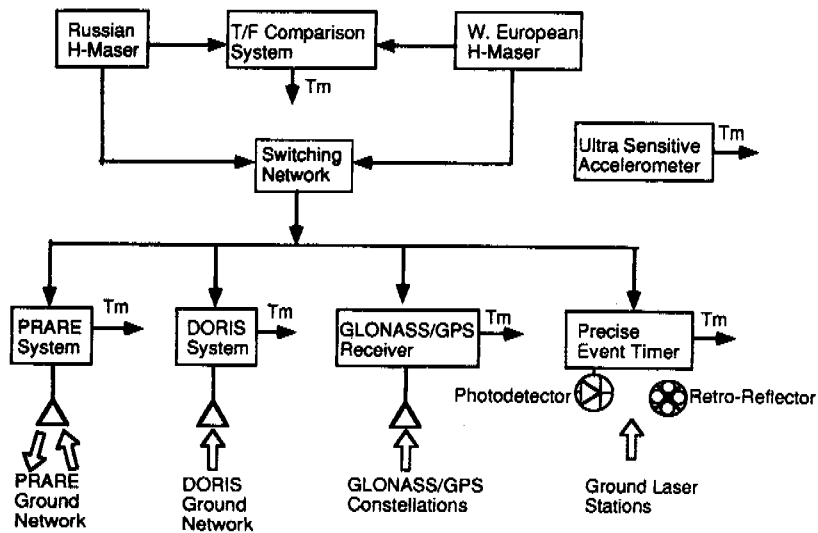 Russian
H-Maser
T/F Comparison
System
W. European
H-Maser
Tm
Switching
Network
Ultra Sensitive
Accelerometer
Tm
PRARE
System
Tm
DORIS
System
Tm
GLONASS/GPS
Receiver
Tm
Precise
Event Timer
Tm
Photodetector
Retro-Reflector
PRARE
Ground
Network
DORIS
Ground
Network
GLONASS/GPS
Constellations
Ground Laser
Stations